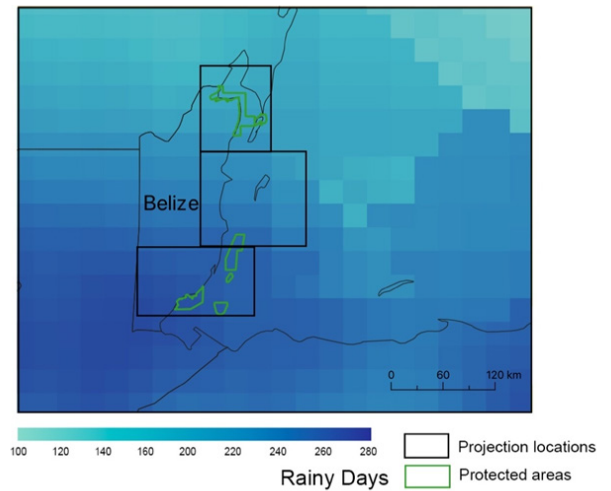 Belize
0 60 120 km
100 120 140 160 200 220 240 260 280
Rainy Days
Projection locations
Protected areas